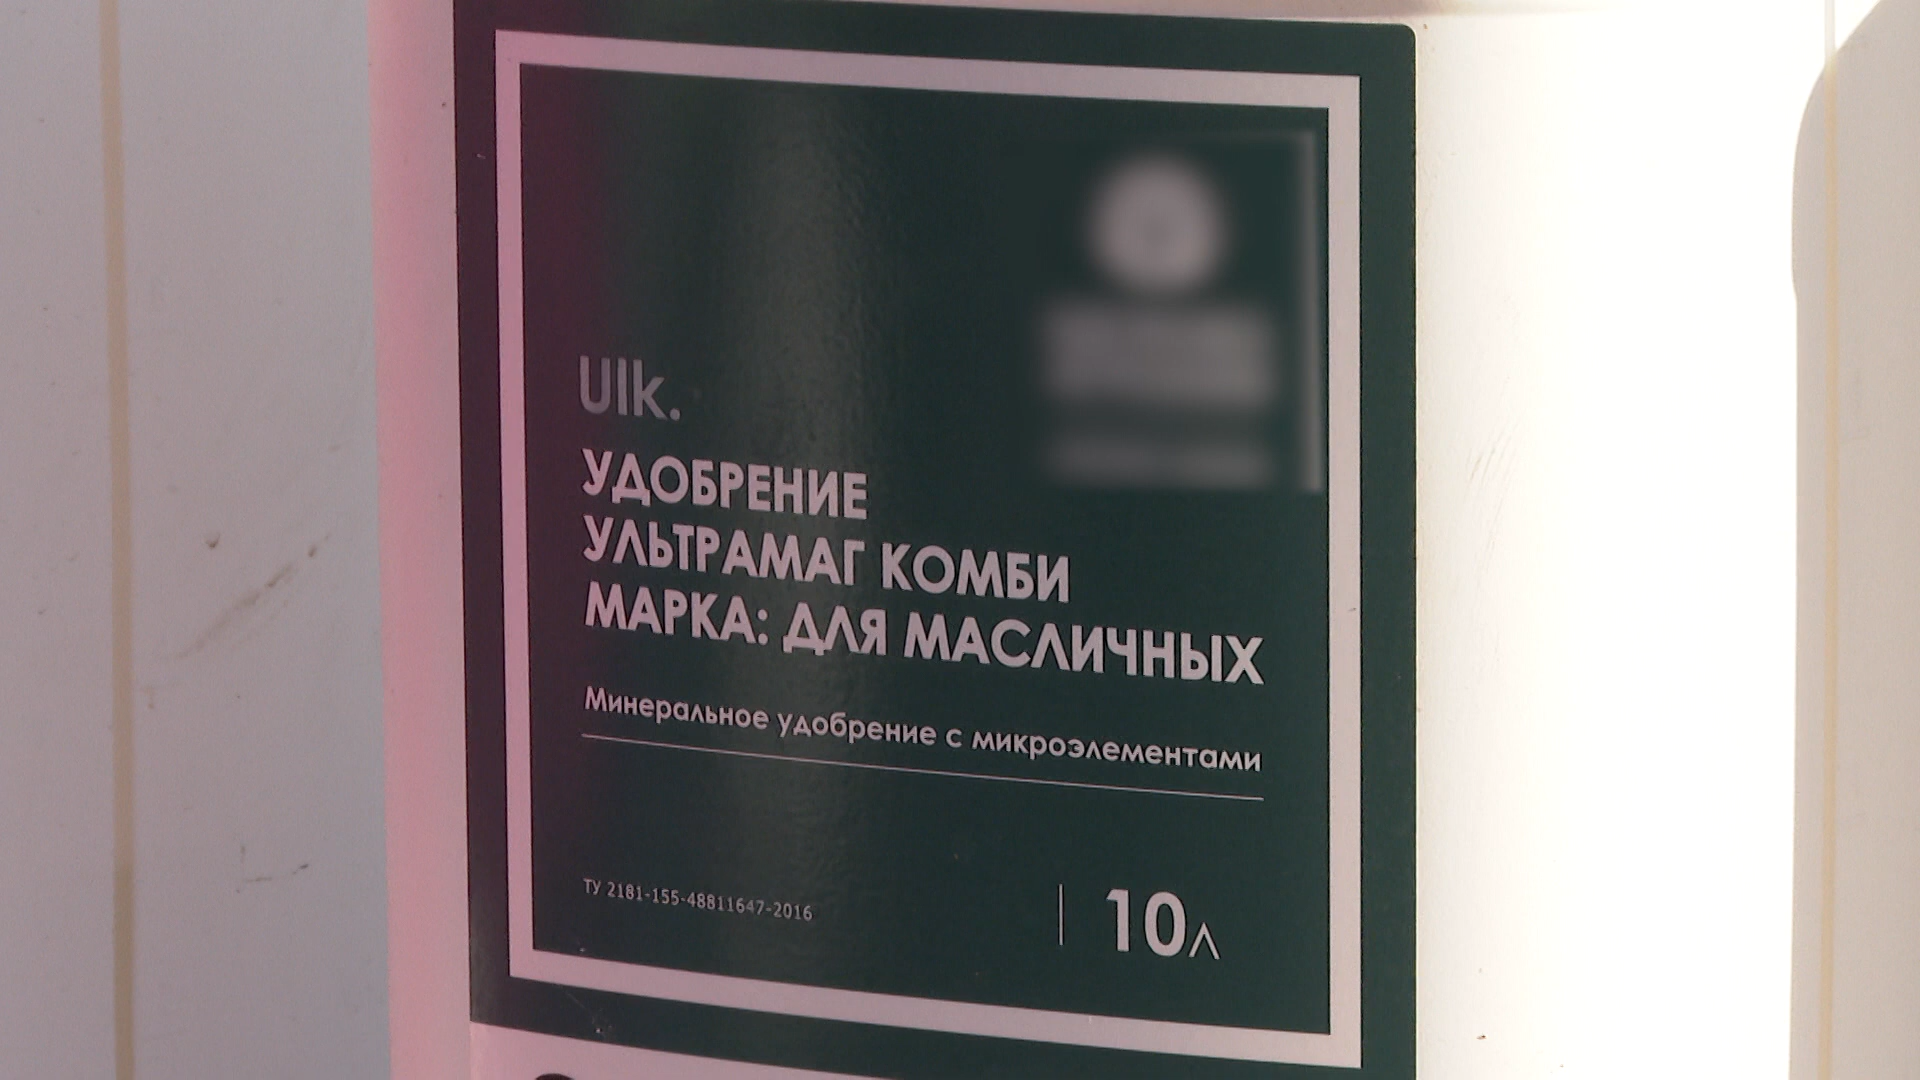 Ulk.
УДОБРЕНИЕ
УЛЬТРАМАГ КОМБИ
МАРКА: ДЛЯ МАСЛИЧНЫХ
Минеральное удобрение с микроэлементами
ТУ 2181-155-48811647-2016
10л